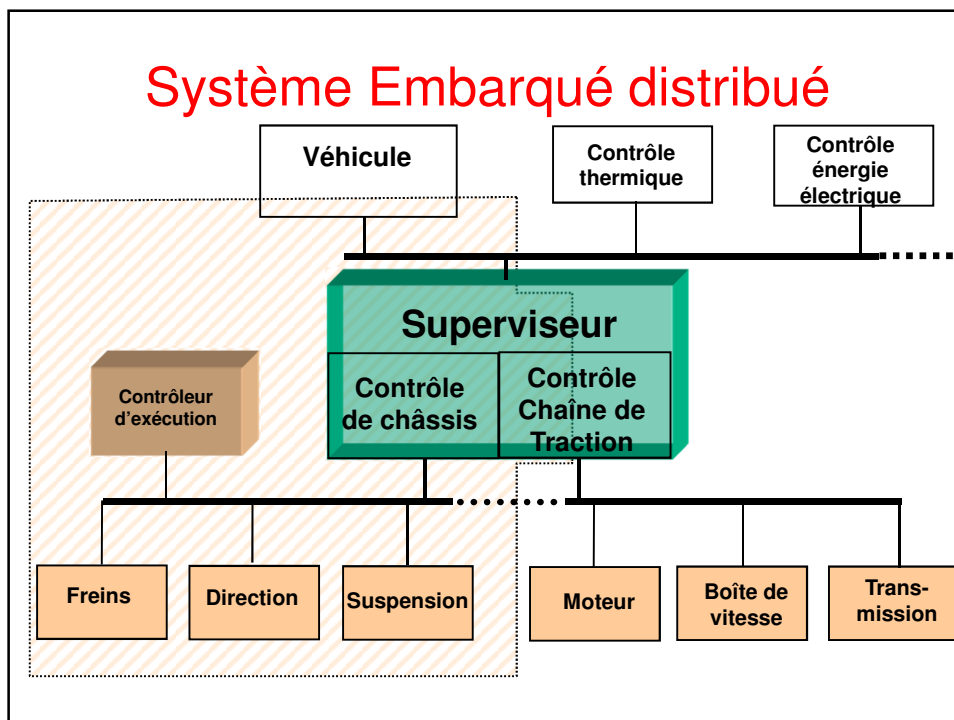 Système Embarqué distribué
Véhicule
Contrôle
thermique
Contrôle
énergie
électrique
Superviseur
Contrôle
de châssis
Contrôle
Chaîne de
Traction
Contrôleur
d'exécution
Freins
Direction
Suspension
Moteur
Boîte de
vitesse
Trans-
mission